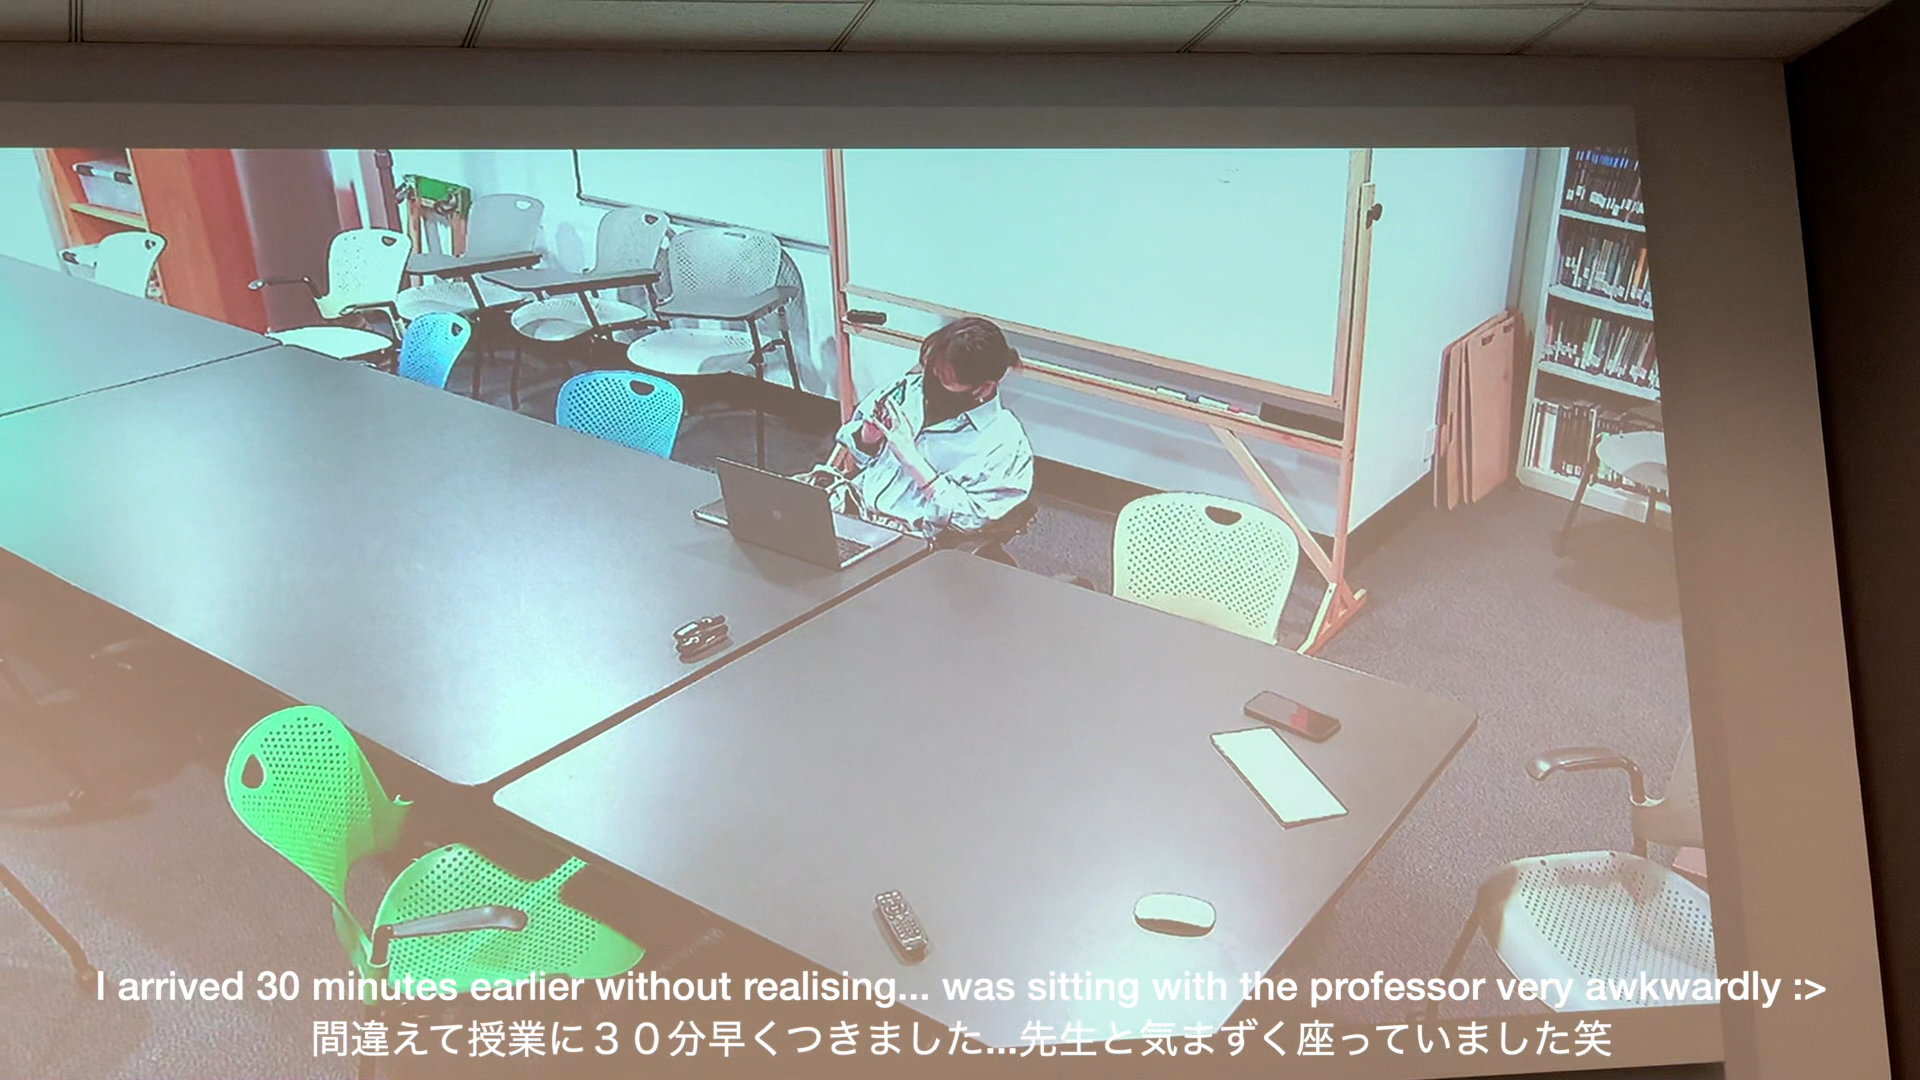 I arrived 30 minutes earlier without realising... was sitting with the professor very awkwardly :>
間違えて授業に３０分早くつきました...先生と気まずく座っていました笑